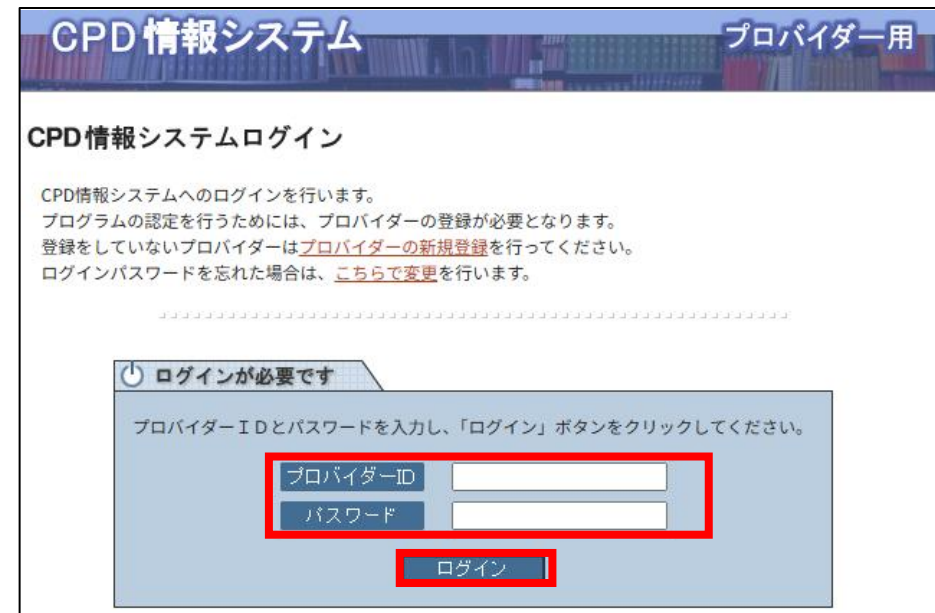 CPD情報システム
プロバイダー用
CPD情報システムログイン
CPD情報システムへのログインを行います。
プログラムの認定を行うためには、プロバイダーの登録が必要となります。
登録をしていないプロバイダーはプロバイダーの新規登録を行ってください。
ログインパスワードを忘れた場合は、こちらで変更を行います。
ログインが必要です
プロバイダーＩＤとパスワードを入力し、「ログイン」ボタンをクリックしてください。
プロバイダーID
パスワード
ログイン